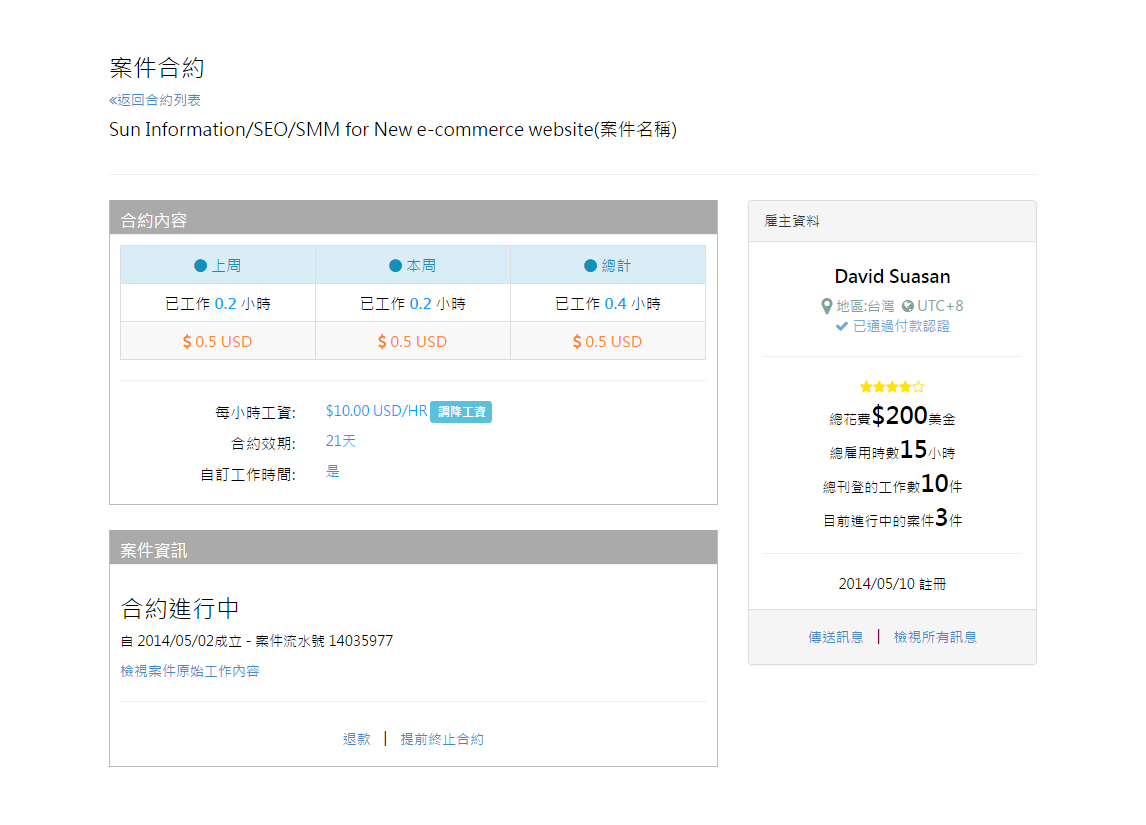 案件合約
«返回合約列表
Sun Information/SEO/SMM for New e-commerce website(案件名稱)
合約內容
上周 本周 總計
已工作 0.2 小時 已工作 0.2 小時 已工作 0.4 小時
$ 0.5 USD $ 0.5 USD $ 0.5 USD
每小時工資: $10.00 USD/HR 調降工資
合約效期: 21天
自訂工作時間: 是
案件資訊
合約進行中
自 2014/05/02成立 - 案件流水號 14035977
檢視案件原始工作內容
退款 | 提前終止合約
雇主資料
David Suasan
地區:台灣 UTC+8
已通過付款認證
總花費$200美金
總雇用時數15小時
總刊登的工作數10件
目前進行中的案件3件
2014/05/10 註冊
傳送訊息 | 檢視所有訊息